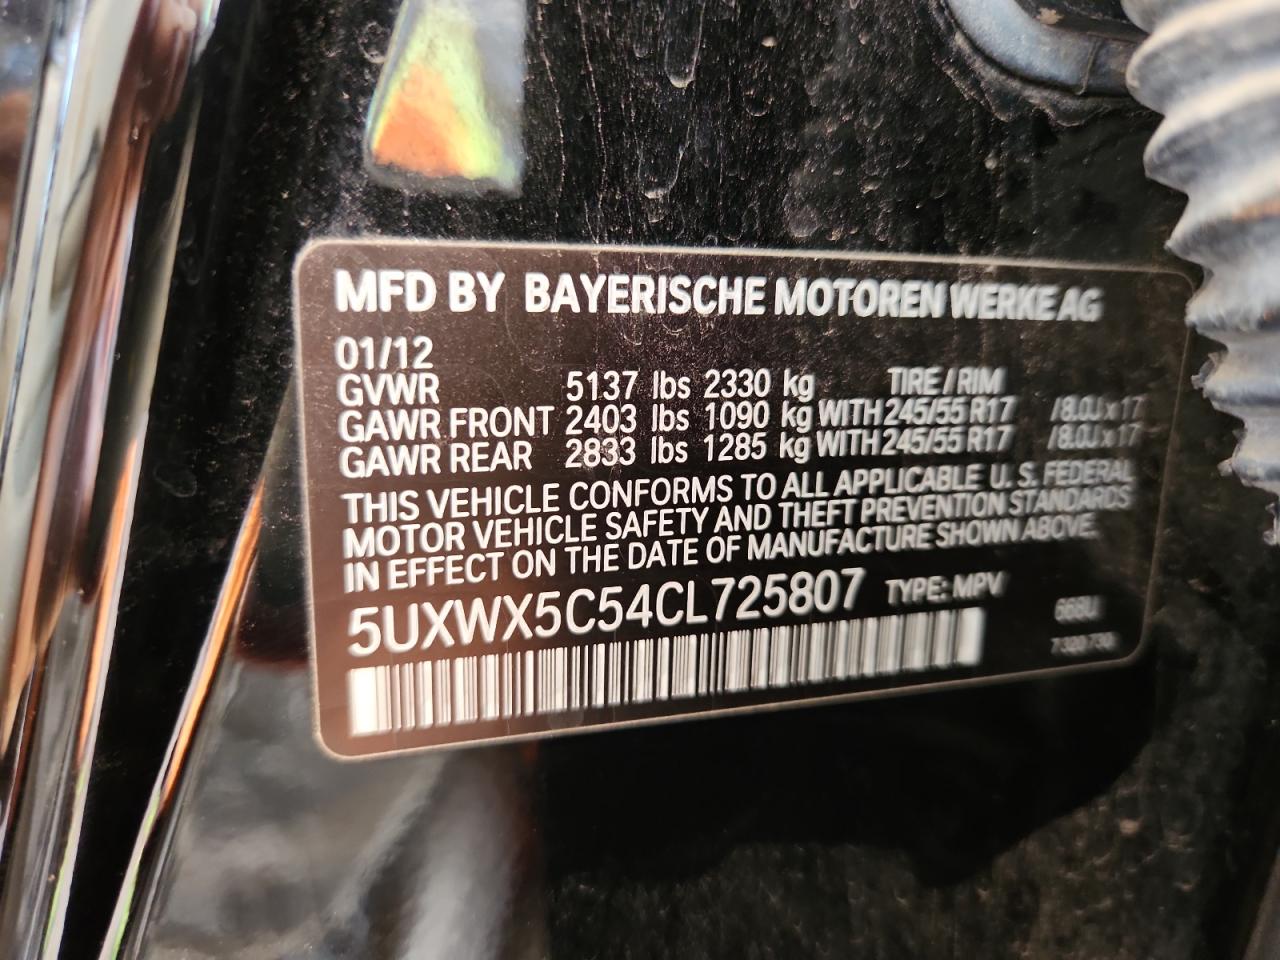 MFD BY BAYERISCHE MOTOREN WERKE AG
01/12
GVWR 5137 lbs 2330 kg TIRE / RIM
GAWR FRONT 2403 lbs 1090 kg WITH 245/55 R17 /8.0J x 17
GAWR REAR 2833 lbs 1285 kg WITH 245/55 R17 /8.0J x 17
THIS VEHICLE CONFORMS TO ALL APPLICABLE U. S. FEDERAL
MOTOR VEHICLE SAFETY AND THEFT PREVENTION STANDARDS
IN EFFECT ON THE DATE OF MANUFACTURE SHOWN ABOVE.
5UXWX5C54CL725807 TYPE: MPV
668U